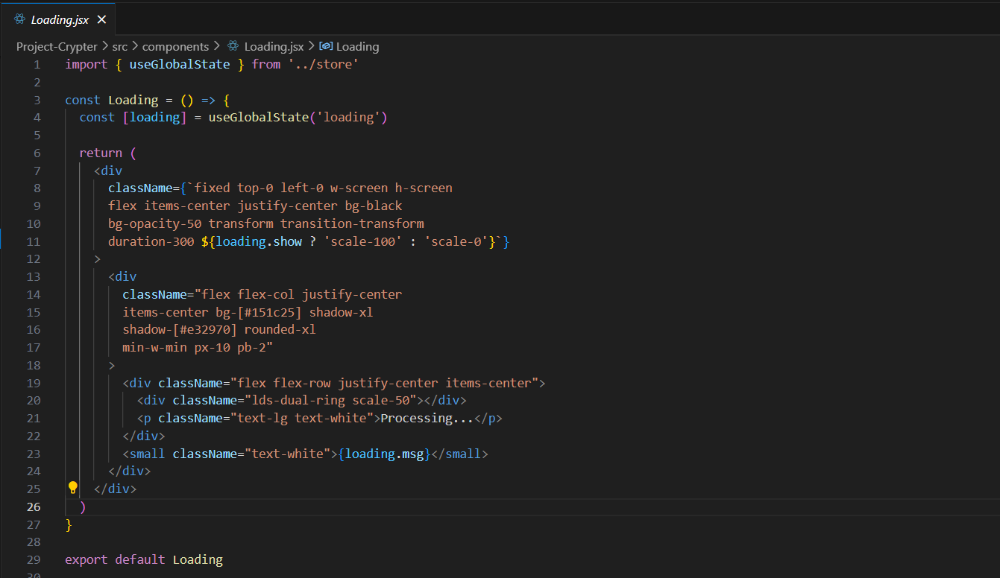 Loading.jsx
Project-Crypter > src > components > Loading.jsx > Loading
1 import { useGlobalState } from '../store'
2
3 const Loading = () => {
4   const [loading] = useGlobalState('loading')
5
6   return (
7     <div
8       className={`fixed top-0 left-0 w-screen h-screen
9       flex items-center justify-center bg-black
10       bg-opacity-50 transform transition-transform
11       duration-300 ${loading.show ? 'scale-100' : 'scale-0'}`}
12     >
13       <div
14         className="flex flex-col justify-center
15         items-center bg-[#151c25] shadow-xl
16         shadow-[#e32970] rounded-xl
17         min-w-min px-10 pb-2"
18       >
19         <div className="flex flex-row justify-center items-center">
20           <div className="lds-dual-ring scale-50"></div>
21           <p className="text-lg text-white">Processing...</p>
22         </div>
23         <small className="text-white">{loading.msg}</small>
24       </div>
25     </div>
26   )
27 }
28
29 export default Loading
30